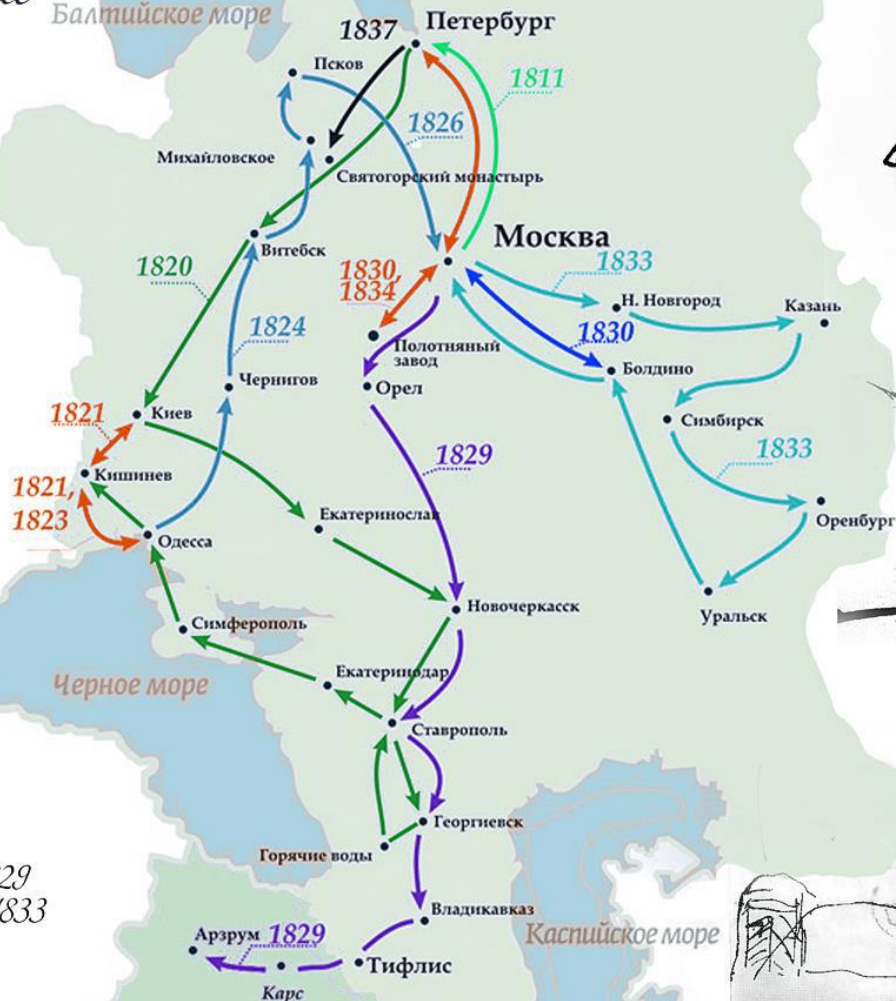 Балтийское море
1837
Петербург
Псков
1811
1826
Михайловское
Святогорский монастырь
Москва
Витебск
1820
1830,
1834
1833
Н. Новгород
Казань
1824
1830
Полотняный
завод
Болдино
Чернигов
Орел
1821
Киев
Симбирск
1829
1833
Кишинев
1821,
1823
Екатеринослав
Оренбург
Одесса
Новочеркасск
Уральск
Симферополь
Екатеринодар
Черное море
Ставрополь
Георгиевск
Горячие воды
29
1833
Владикавказ
Арзрум
1829
Каспийское море
Тифлис
Карс